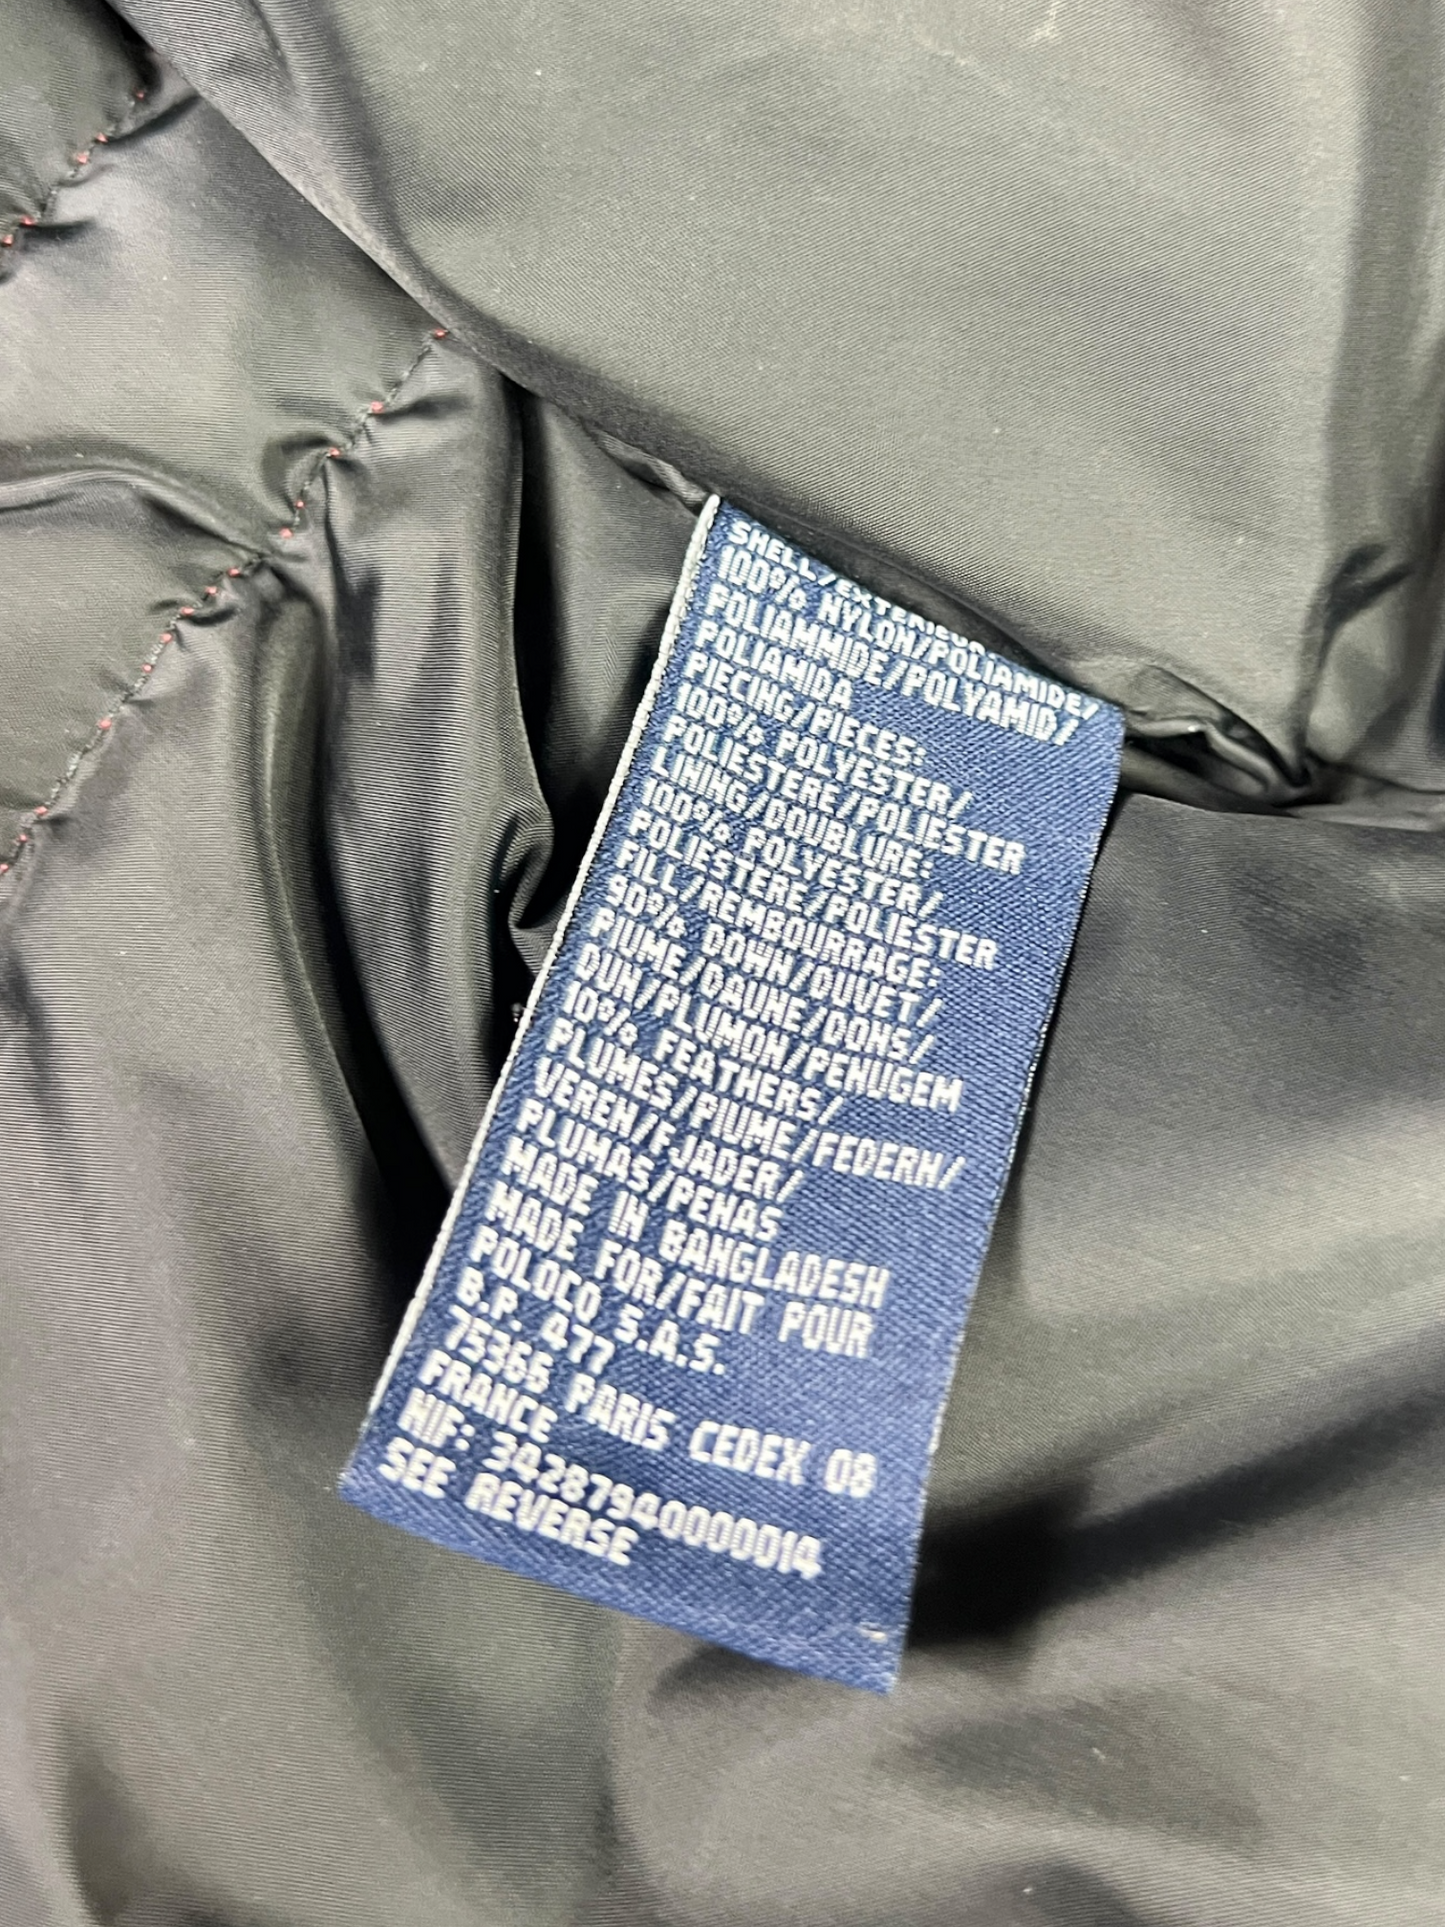 SHELL/EXTERIEUR:
100% NYLON/POLIAMIDE/
POLIAMMIDE/POLYAMID/
POLIAMIDA
PIECING/PIECES:
100% POLYESTER/
POLIESTERE/POLIESTER
LINING/DOUBLURE:
100% POLYESTER/
POLIESTERE/POLIESTER
FILL/REMBOURRAGE:
90% DOWN/DUVET/
PIUME/DAUNE/DONS/
DUN/PLUMON/PENUGEM
10% FEATHERS/
PLUMES/PIUME/FEDERN/
VEREN/FJADER/
PLUMAS/PENAS
MADE IN BANGLADESH
MADE FOR/FAIT POUR
POLOCO S.A.S.
B.P. 477
75366 PARIS CEDEX 08
FRANCE
NIF: 34287940000014
SEE REVERSE